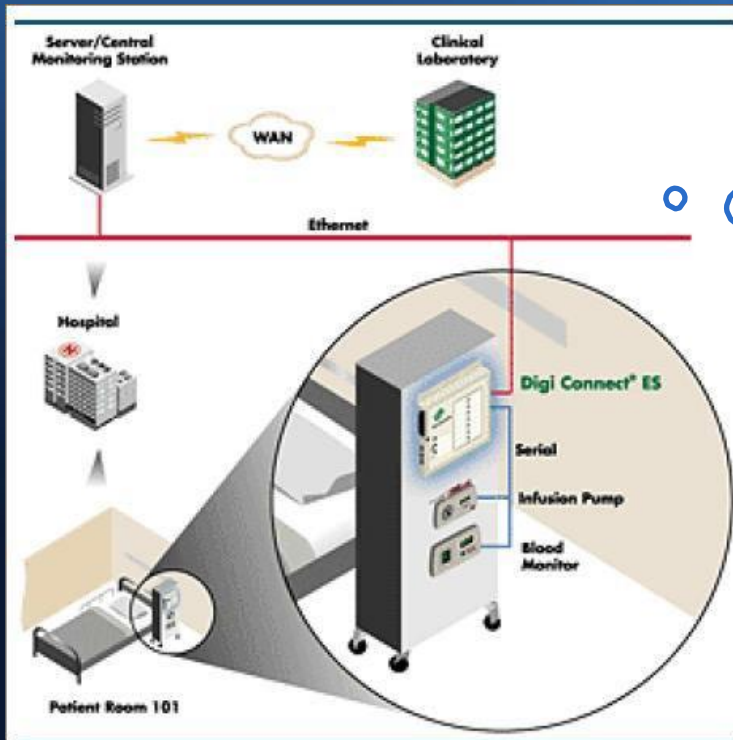 Server/Central
Monitoring Station
Clinical
Laboratory
WAN
Ethernet
Hospital
Digi Connect® ES
Serial
Infusion Pump
Blood
Monitor
Patient Room 101